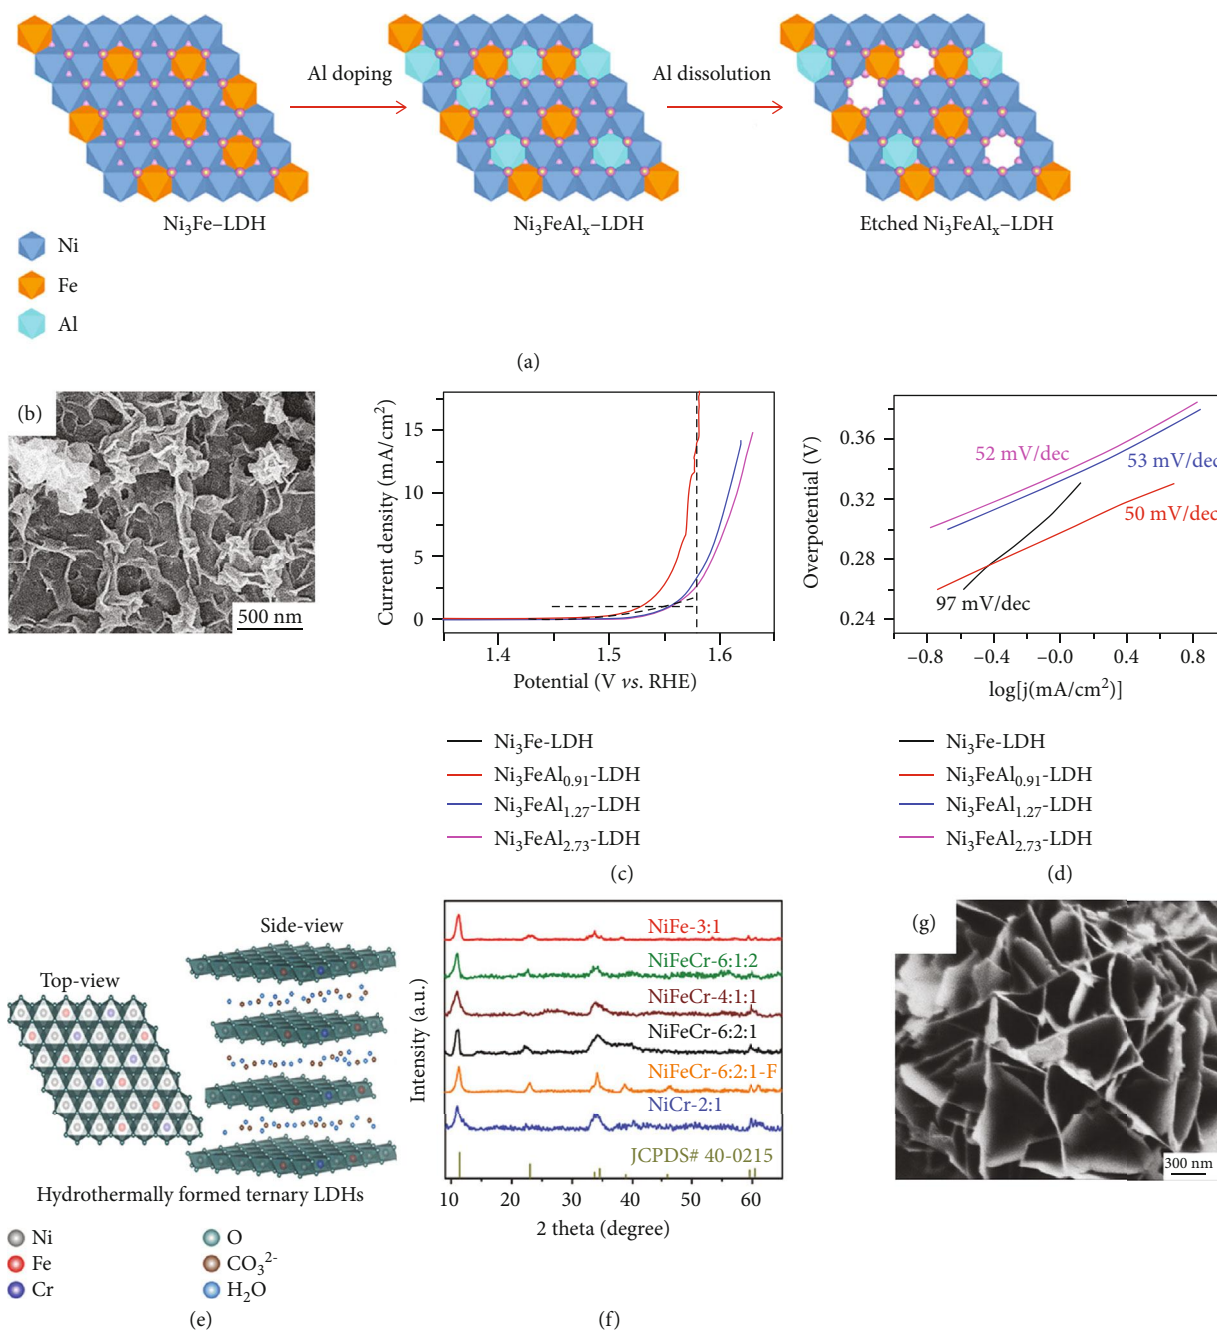 Al doping
Al dissolution
Ni₃Fe–LDH
Ni₃FeAlₓ–LDH
Etched Ni₃FeAlₓ–LDH
Ni
Fe
Al
(a)
(b)
500 nm
Current density (mA/cm²)
15
10
5
0
1.4
1.5
1.6
Potential (V vs. RHE)
Ni₃Fe-LDH
Ni₃FeAl₀.₉₁-LDH
Ni₃FeAl₁.₂₇-LDH
Ni₃FeAl₂.₇₃-LDH
(c)
Overpotential (V)
0.36
0.32
0.28
0.24
52 mV/dec
53 mV/dec
50 mV/dec
97 mV/dec
−0.8
−0.4
−0.0
0.4
0.8
log[j(mA/cm²)]
Ni₃Fe-LDH
Ni₃FeAl₀.₉₁-LDH
Ni₃FeAl₁.₂₇-LDH
Ni₃FeAl₂.₇₃-LDH
(d)
Side-view
Top-view
Hydrothermally formed ternary LDHs
Ni
Fe
Cr
O
CO₃²⁻
H₂O
(e)
Intensity (a.u.)
NiFe-3:1
NiFeCr-6:1:2
NiFeCr-4:1:1
NiFeCr-6:2:1
NiFeCr-6:2:1-F
NiCr-2:1
JCPDS# 40-0215
10
20
30
40
50
60
2 theta (degree)
(f)
(g)
300 nm